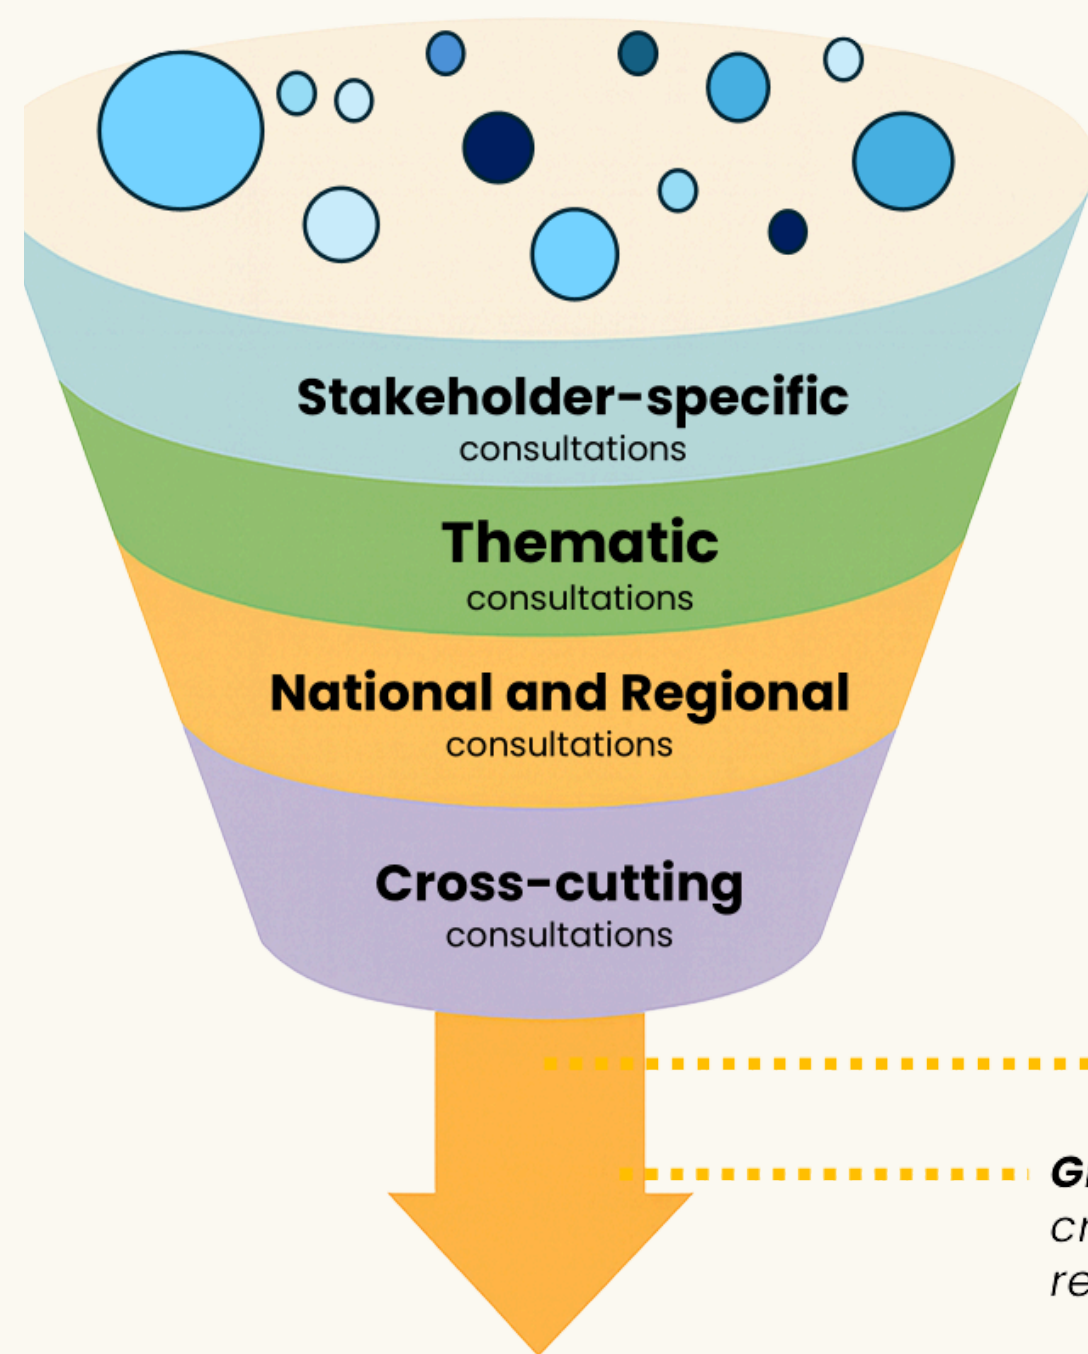 Stakeholder-specific
consultations
Thematic
consultations
National and Regional
consultations
Cross-cutting
consultations